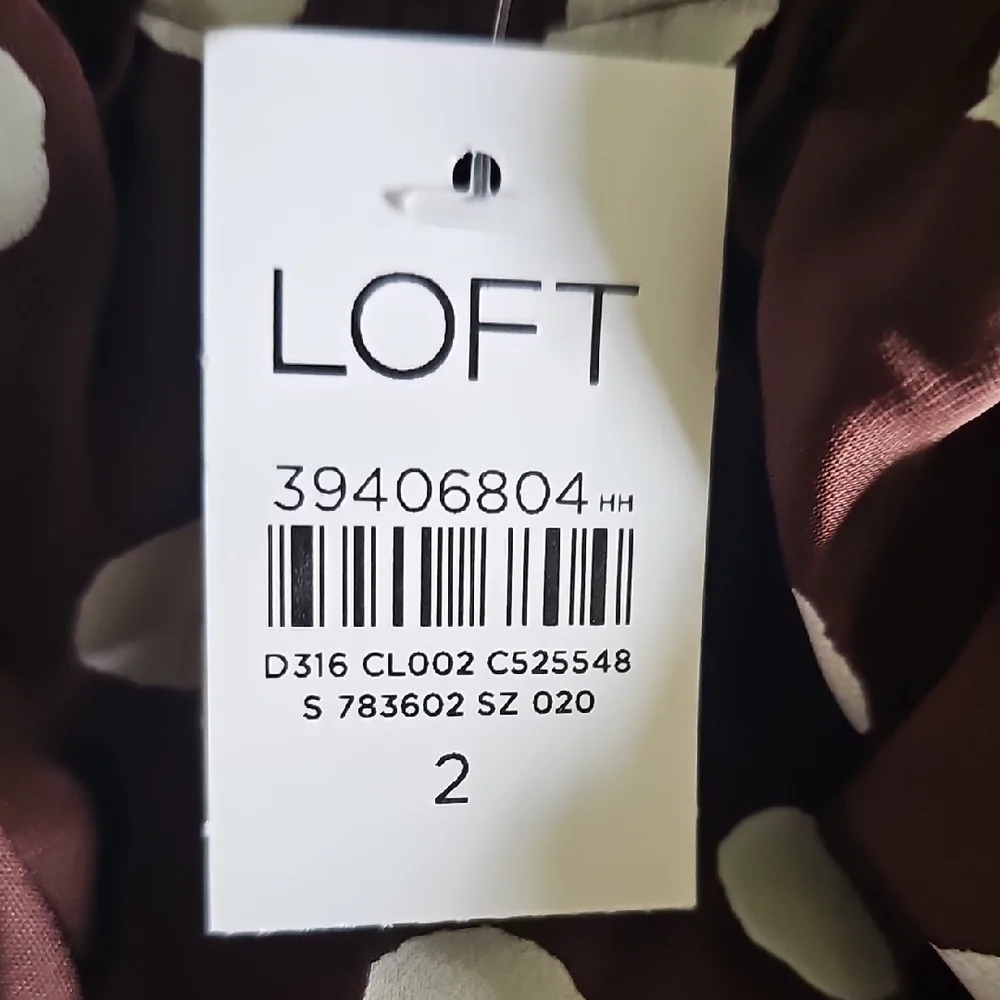 LOFT
39406804 HH
D316 CL002 C525548
S 783602 SZ 020
2